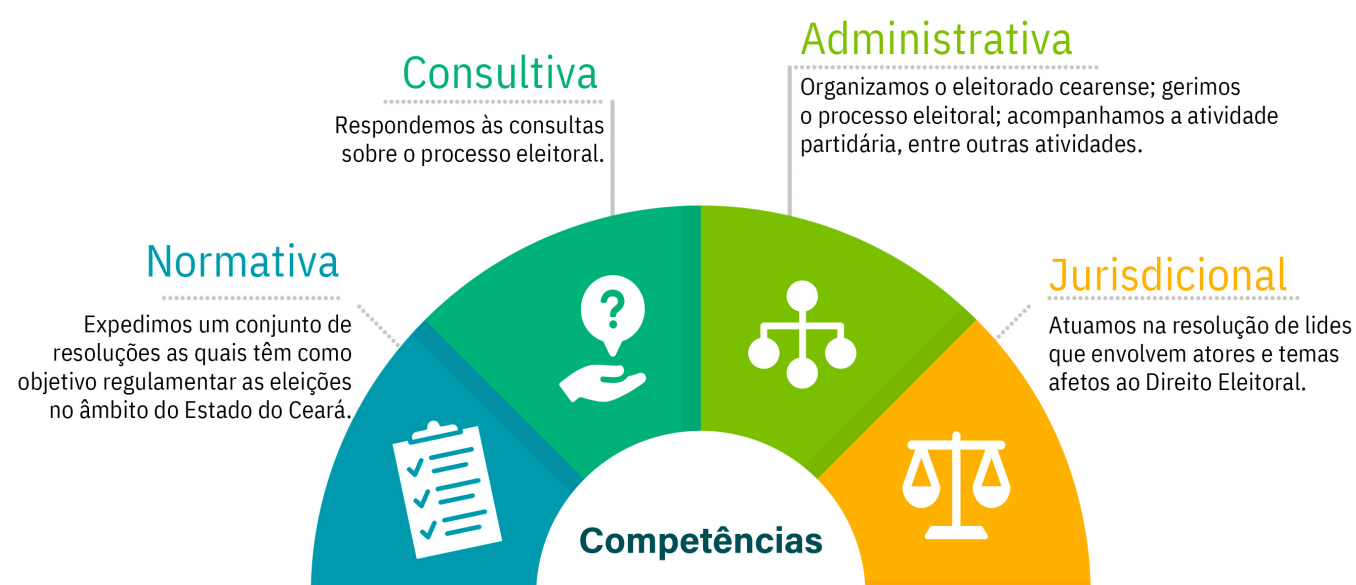 Normativa
Expedimos um conjunto de
resoluções as quais têm como
objetivo regulamentar as eleições
no âmbito do Estado do Ceará.
Consultiva
Respondemos às consultas
sobre o processo eleitoral.
?
Administrativa
Organizamos o eleitorado cearense; gerimos
o processo eleitoral; acompanhamos a atividade
partidária, entre outras atividades.
Jurisdicional
Atuamos na resolução de lides
que envolvem atores e temas
afetos ao Direito Eleitoral.
Competências